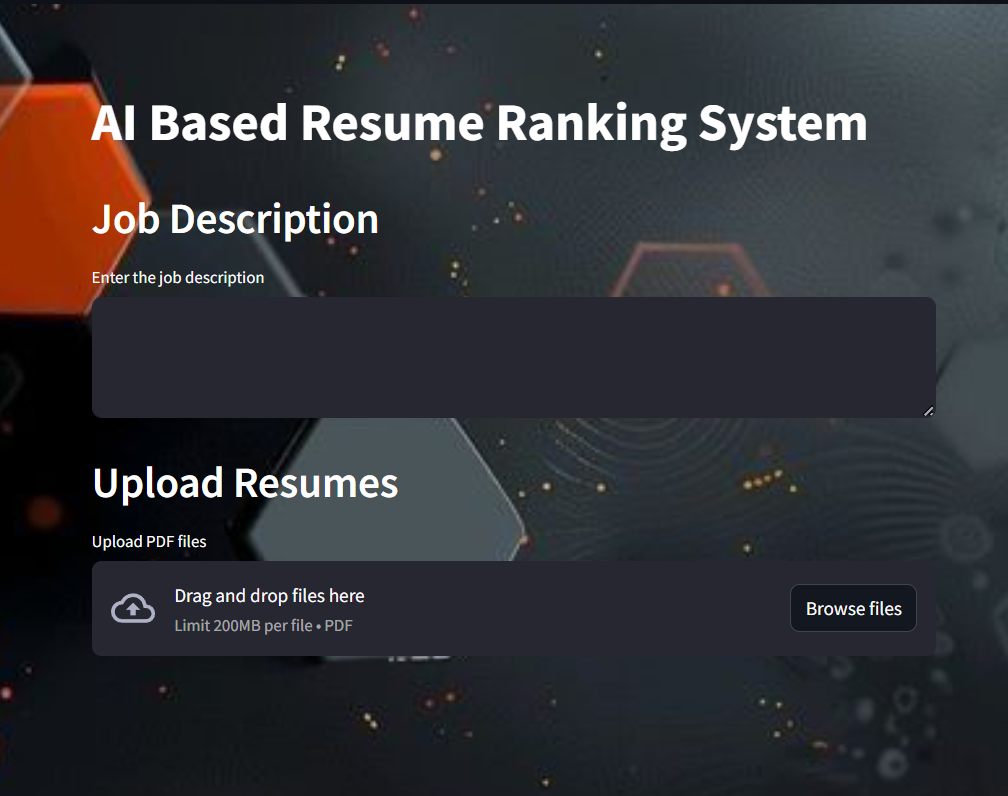 AI Based Resume Ranking System
Job Description
Enter the job description
Upload Resumes
Upload PDF files
Drag and drop files here
Limit 200MB per file • PDF
Browse files